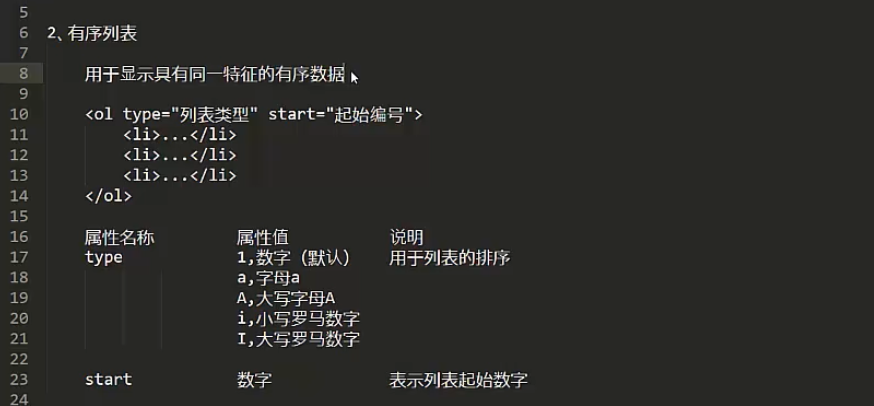 5
6 2、有序列表
7
8 用于显示具有同一特征的有序数据
9
10 <ol type="列表类型" start="起始编号">
11 <li>...</li>
12 <li>...</li>
13 <li>...</li>
14 </ol>
15
16 属性名称 属性值 说明
17 type 1,数字（默认） 用于列表的排序
18 a,字母a
19 A,大写字母A
20 i,小写罗马数字
21 I,大写罗马数字
22
23 start 数字 表示列表起始数字
24